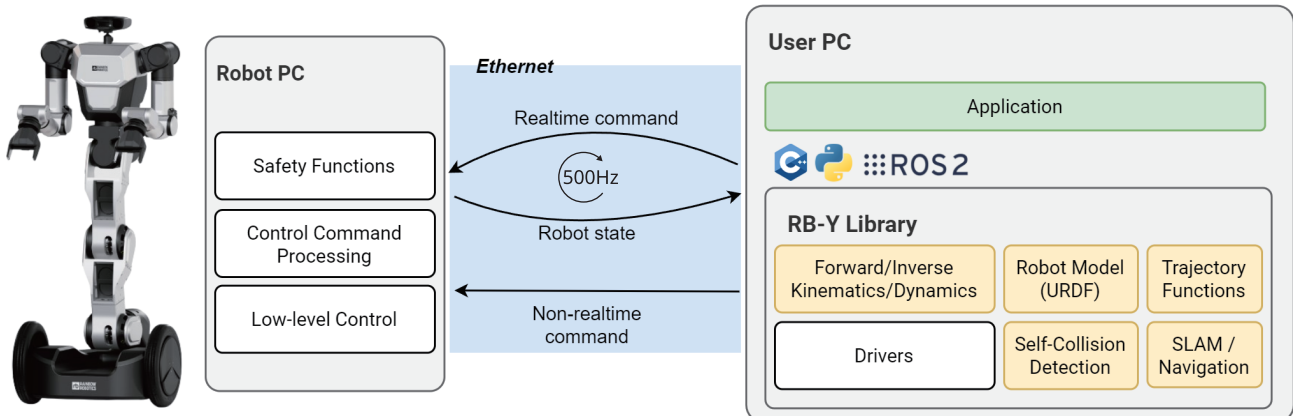 Robot PC
Safety Functions
Control Command
Processing
Low-level Control
Ethernet
Realtime command
500Hz
Robot state
Non-realtime
command
User PC
Application
C++
ROS 2
RB-Y Library
Forward/Inverse
Kinematics/Dynamics
Robot Model
(URDF)
Trajectory
Functions
Drivers
Self-Collision
Detection
SLAM /
Navigation
RAINBOW
ROBOTICS